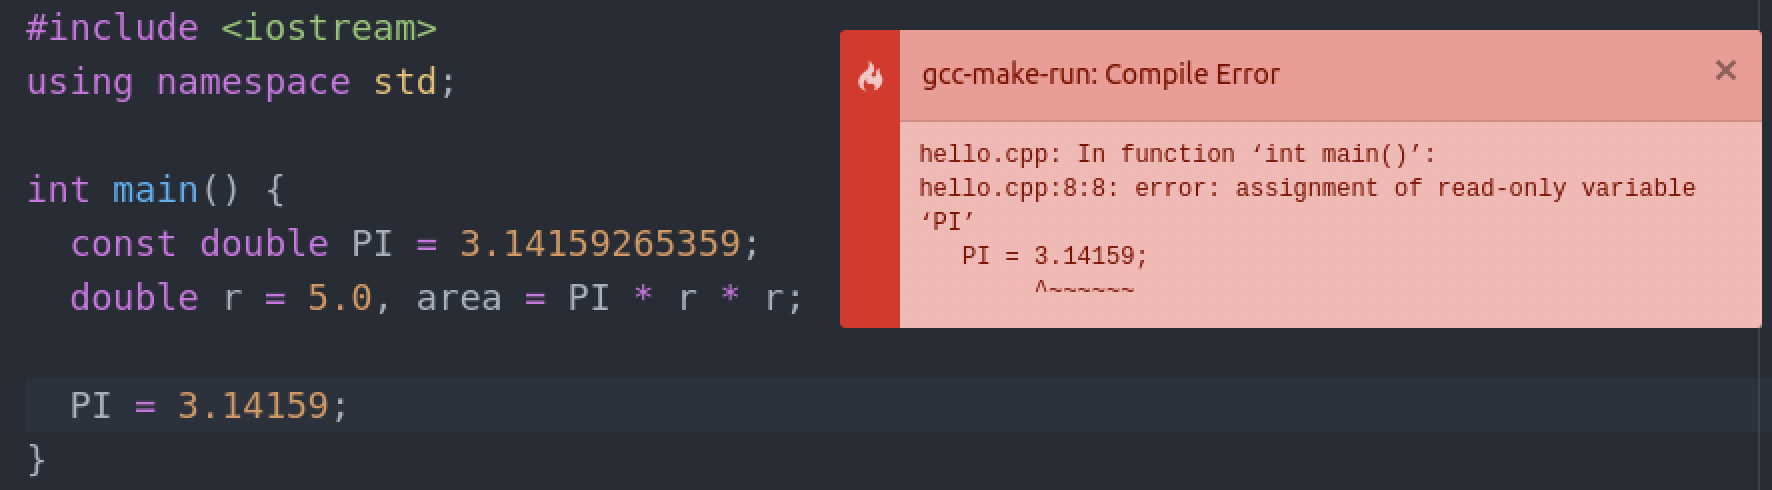 #include <iostream>
using namespace std;
int main() {
  const double PI = 3.14159265359;
  double r = 5.0, area = PI * r * r;
  PI = 3.14159;
}
gcc-make-run: Compile Error
hello.cpp: In function ‘int main()’:
hello.cpp:8:8: error: assignment of read-only variable
‘PI’
   PI = 3.14159;
        ^~~~~~~